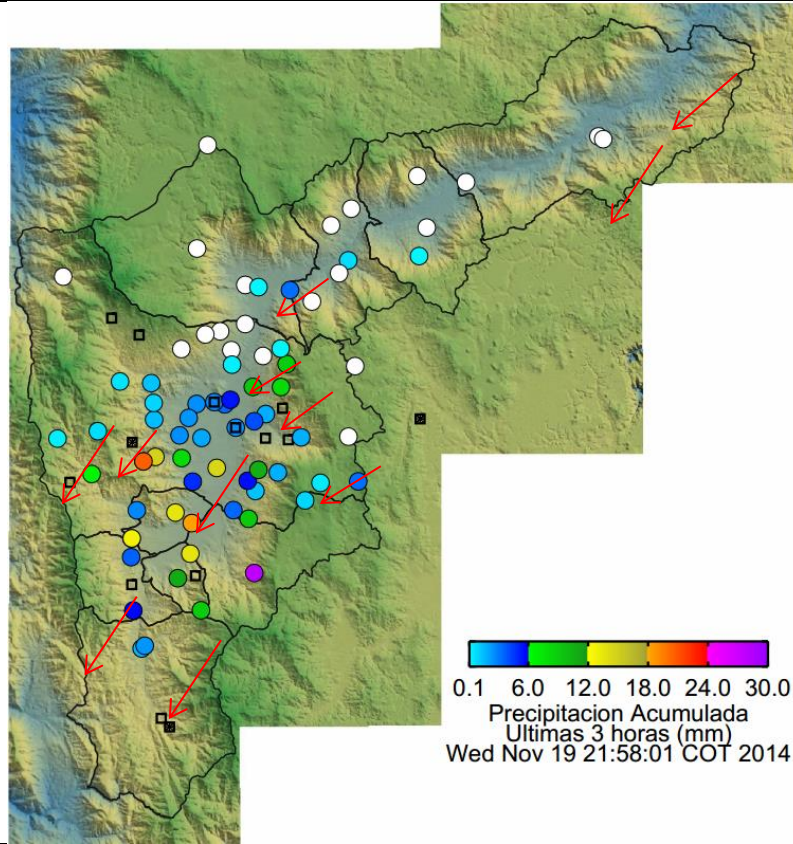 0.1 6.0 12.0 18.0 24.0 30.0
Precipitacion Acumulada
Ultimas 3 horas (mm)
Wed Nov 19 21:58:01 COT 2014